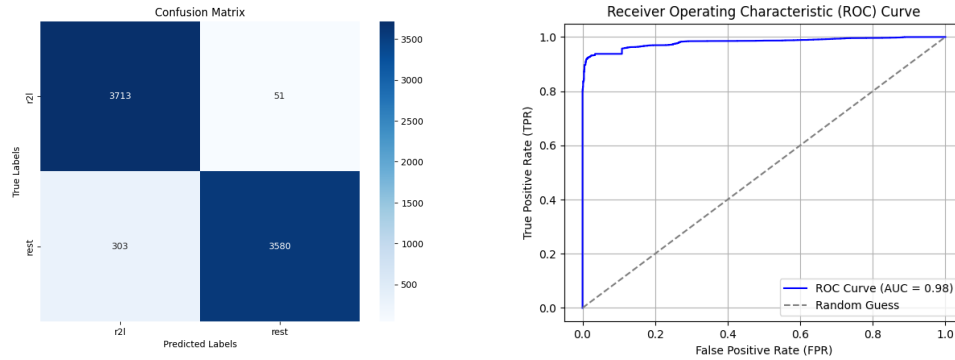 Confusion Matrix
r2l
rest
True Labels
3713
51
303
3580
r2l
rest
Predicted Labels
3500
3000
2500
2000
1500
1000
500
Receiver Operating Characteristic (ROC) Curve
True Positive Rate (TPR)
1.0
0.8
0.6
0.4
0.2
0.0
ROC Curve (AUC = 0.98)
Random Guess
0.0
0.2
0.4
0.6
0.8
1.0
False Positive Rate (FPR)